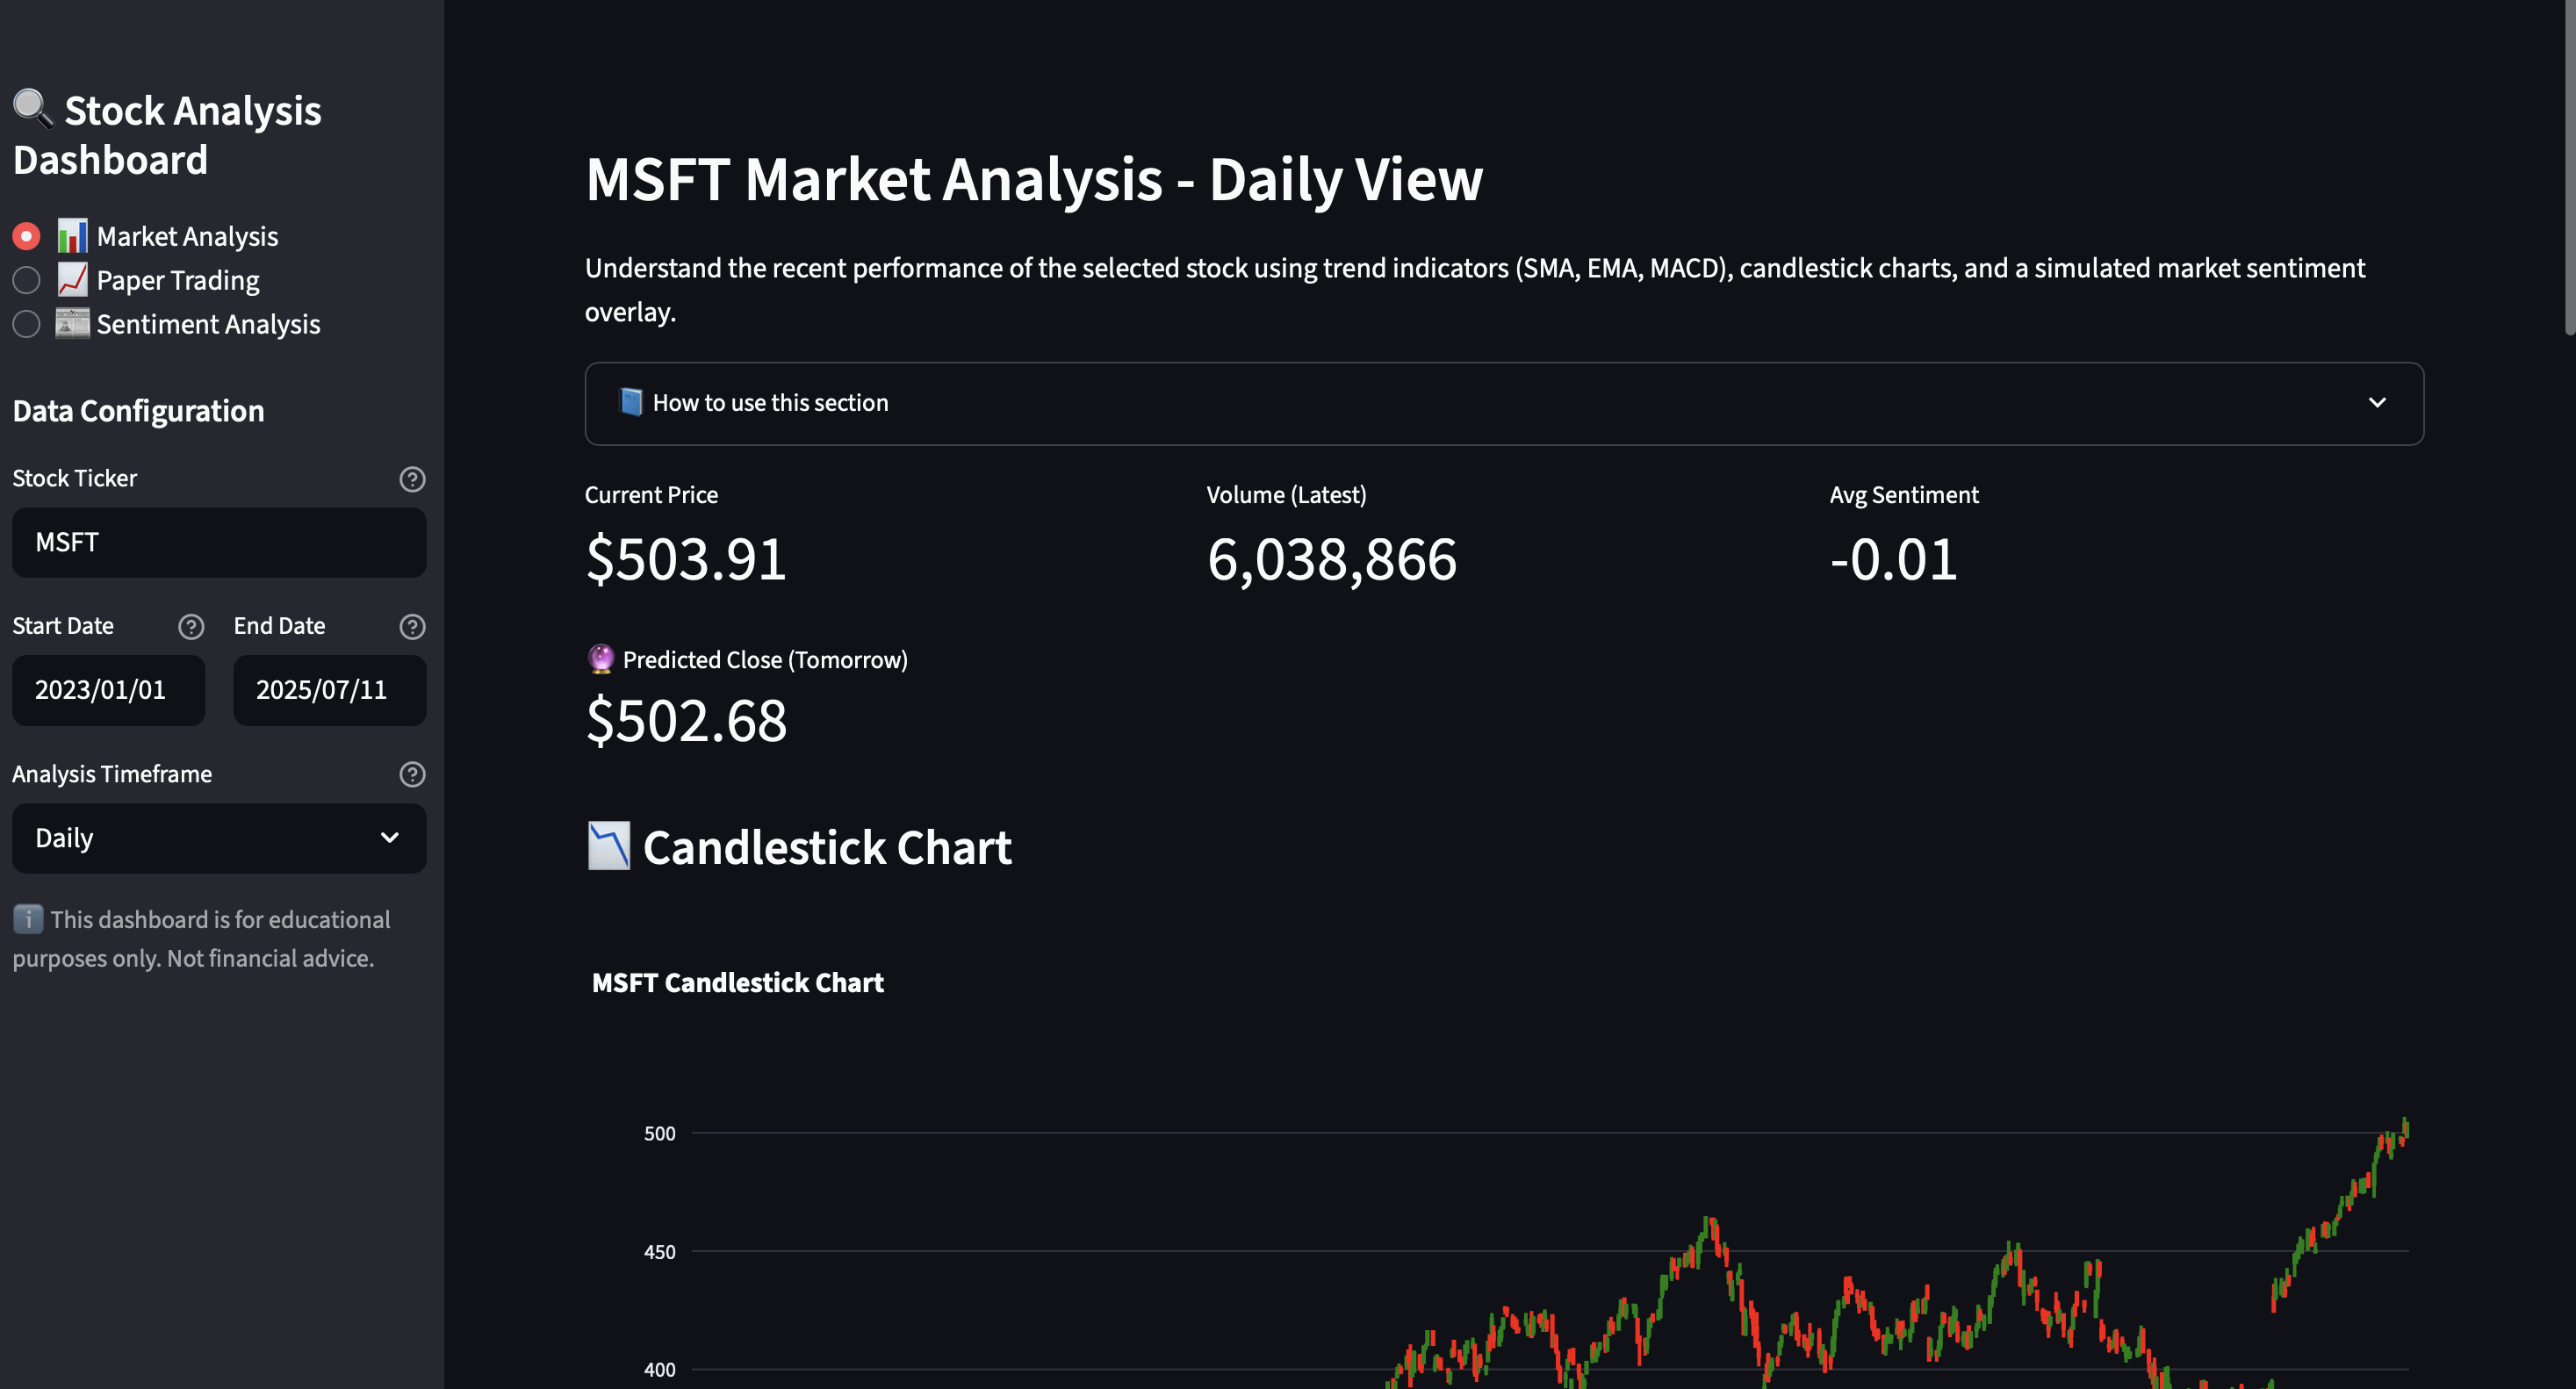 Stock Analysis
Dashboard
Market Analysis
Paper Trading
Sentiment Analysis
Data Configuration
Stock Ticker
MSFT
Start Date
End Date
2023/01/01
2025/07/11
Analysis Timeframe
Daily
This dashboard is for educational
purposes only. Not financial advice.
MSFT Market Analysis - Daily View
Understand the recent performance of the selected stock using trend indicators (SMA, EMA, MACD), candlestick charts, and a simulated market sentiment
overlay.
How to use this section
Current Price
$503.91
Volume (Latest)
6,038,866
Avg Sentiment
-0.01
Predicted Close (Tomorrow)
$502.68
Candlestick Chart
MSFT Candlestick Chart
500
450
400